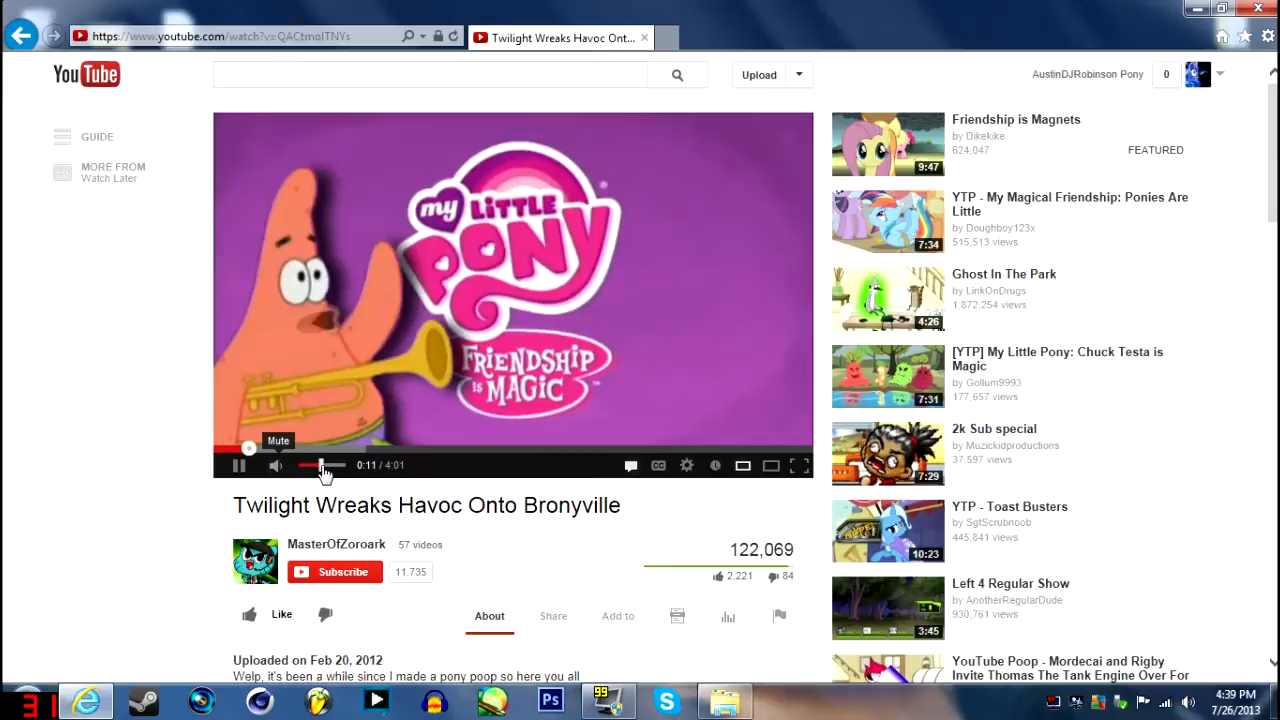 https://www.youtube.com/watch?v=QACtmoITNYs
Twilight Wreaks Havoc Ont...
YouTube
Upload
AustinDJRobinson Pony
0
GUIDE
MORE FROM
Watch Later
my LITTLE
PONY
FRIENDSHIP
IS MAGIC
™
Mute
0:11 / 4:01
CC
Twilight Wreaks Havoc Onto Bronyville
MasterOfZoroark 57 videos
Subscribe 11,735
122,069
2,221 84
Like
About Share Add to
Uploaded on Feb 20, 2012
Welp, it's been a while since I made a pony poop so here you all
Friendship is Magnets
by Dikekike
624,047
FEATURED
9:47
YTP - My Magical Friendship: Ponies Are
Little
by Doughboy123x
515,513 views
7:34
Ghost In The Park
by LinkOnDrugs
1,872,254 views
4:26
[YTP] My Little Pony: Chuck Testa is
Magic
by Gollum9993
177,657 views
7:31
2k Sub special
by Muzickidproductions
37,597 views
7:29
YTP - Toast Busters
by SgtScrubnoob
445,841 views
10:23
Left 4 Regular Show
by AnotherRegularDude
930,761 views
3:45
YouTube Poop - Mordecai and Rigby
Invite Thomas The Tank Engine Over For
31
99
Ps
4:39 PM
7/26/2013